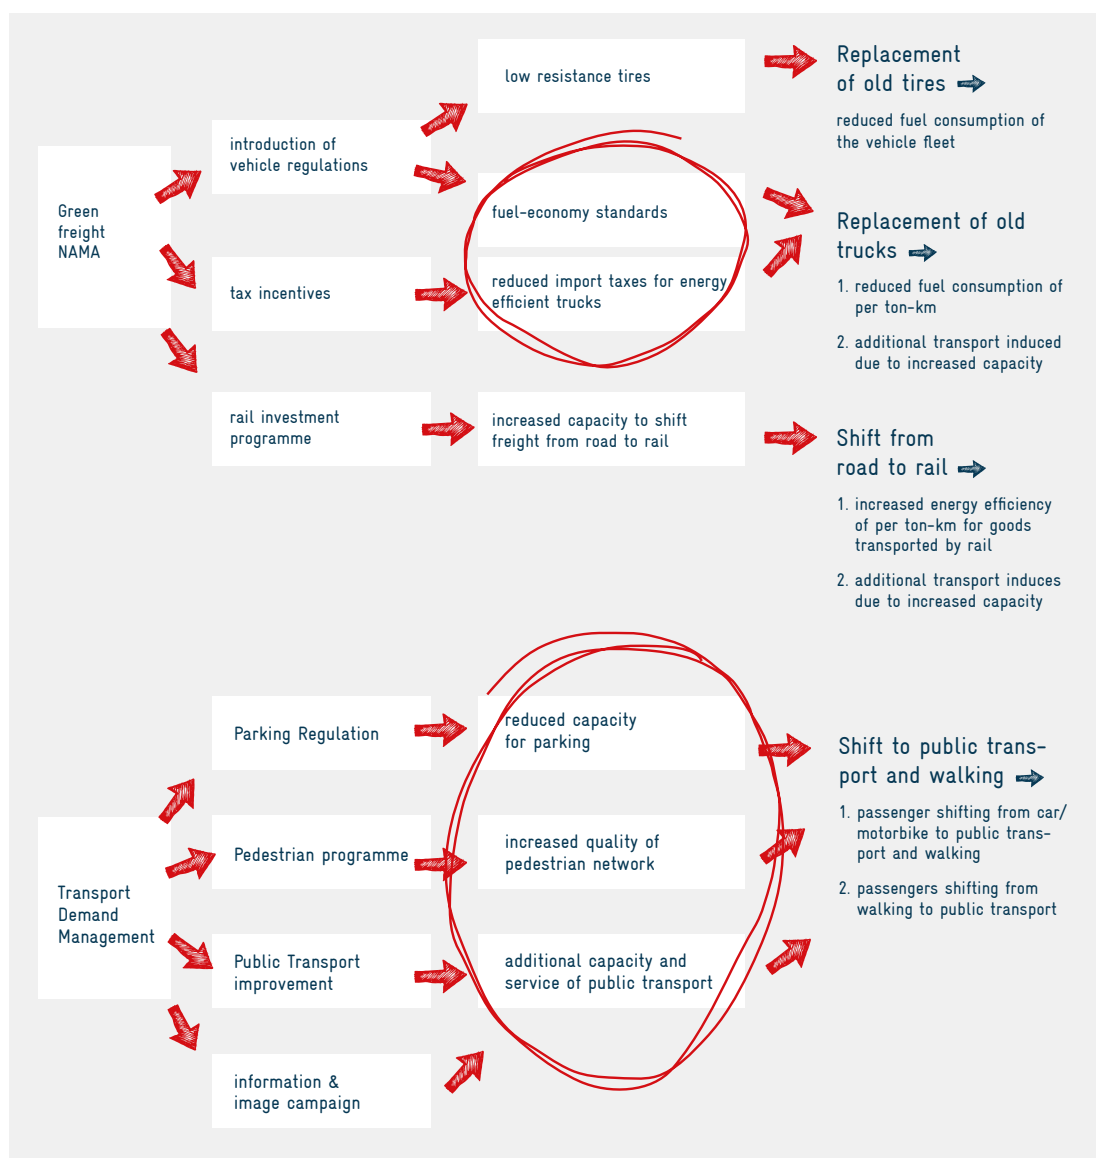 Green
freight
NAMA
introduction of
vehicle regulations
tax incentives
rail investment
programme
low resistance tires
fuel-economy standards
reduced import taxes for energy
efficient trucks
increased capacity to shift
freight from road to rail
Replacement
of old tires
reduced fuel consumption of
the vehicle fleet
Replacement of old
trucks
1. reduced fuel consumption of
per ton-km
2. additional transport induced
due to increased capacity
Shift from
road to rail
1. increased energy efficiency
of per ton-km for goods
transported by rail
2. additional transport induces
due to increased capacity
Transport
Demand
Management
Parking Regulation
Pedestrian programme
Public Transport
improvement
information &
image campaign
reduced capacity
for parking
increased quality of
pedestrian network
additional capacity and
service of public transport
Shift to public trans-
port and walking
1. passenger shifting from car/
motorbike to public trans-
port and walking
2. passengers shifting from
walking to public transport